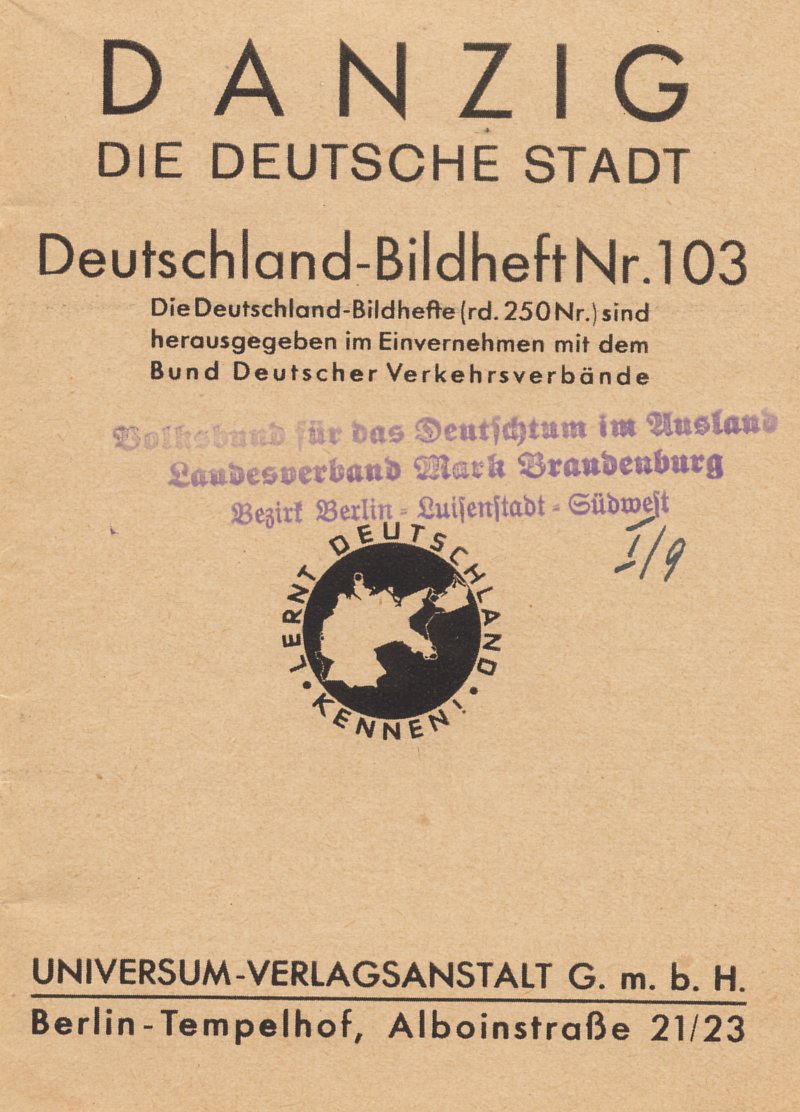 DANZIG
DIE DEUTSCHE STADT
Deutschland-Bildheft Nr. 103
Die Deutschland-Bildhefte (rd. 250 Nr.) sind
herausgegeben im Einvernehmen mit dem
Bund Deutscher Verkehrsverbände
Volksbund für das Deutschtum im Ausland
Landesverband Mark Brandenburg
Bezirk Berlin - Luisenstadt - Südwest
I/9
LERNT DEUTSCHLAND
• KENNEN! •
UNIVERSUM-VERLAGSANSTALT G. m. b. H.
Berlin-Tempelhof, Alboinstraße 21/23